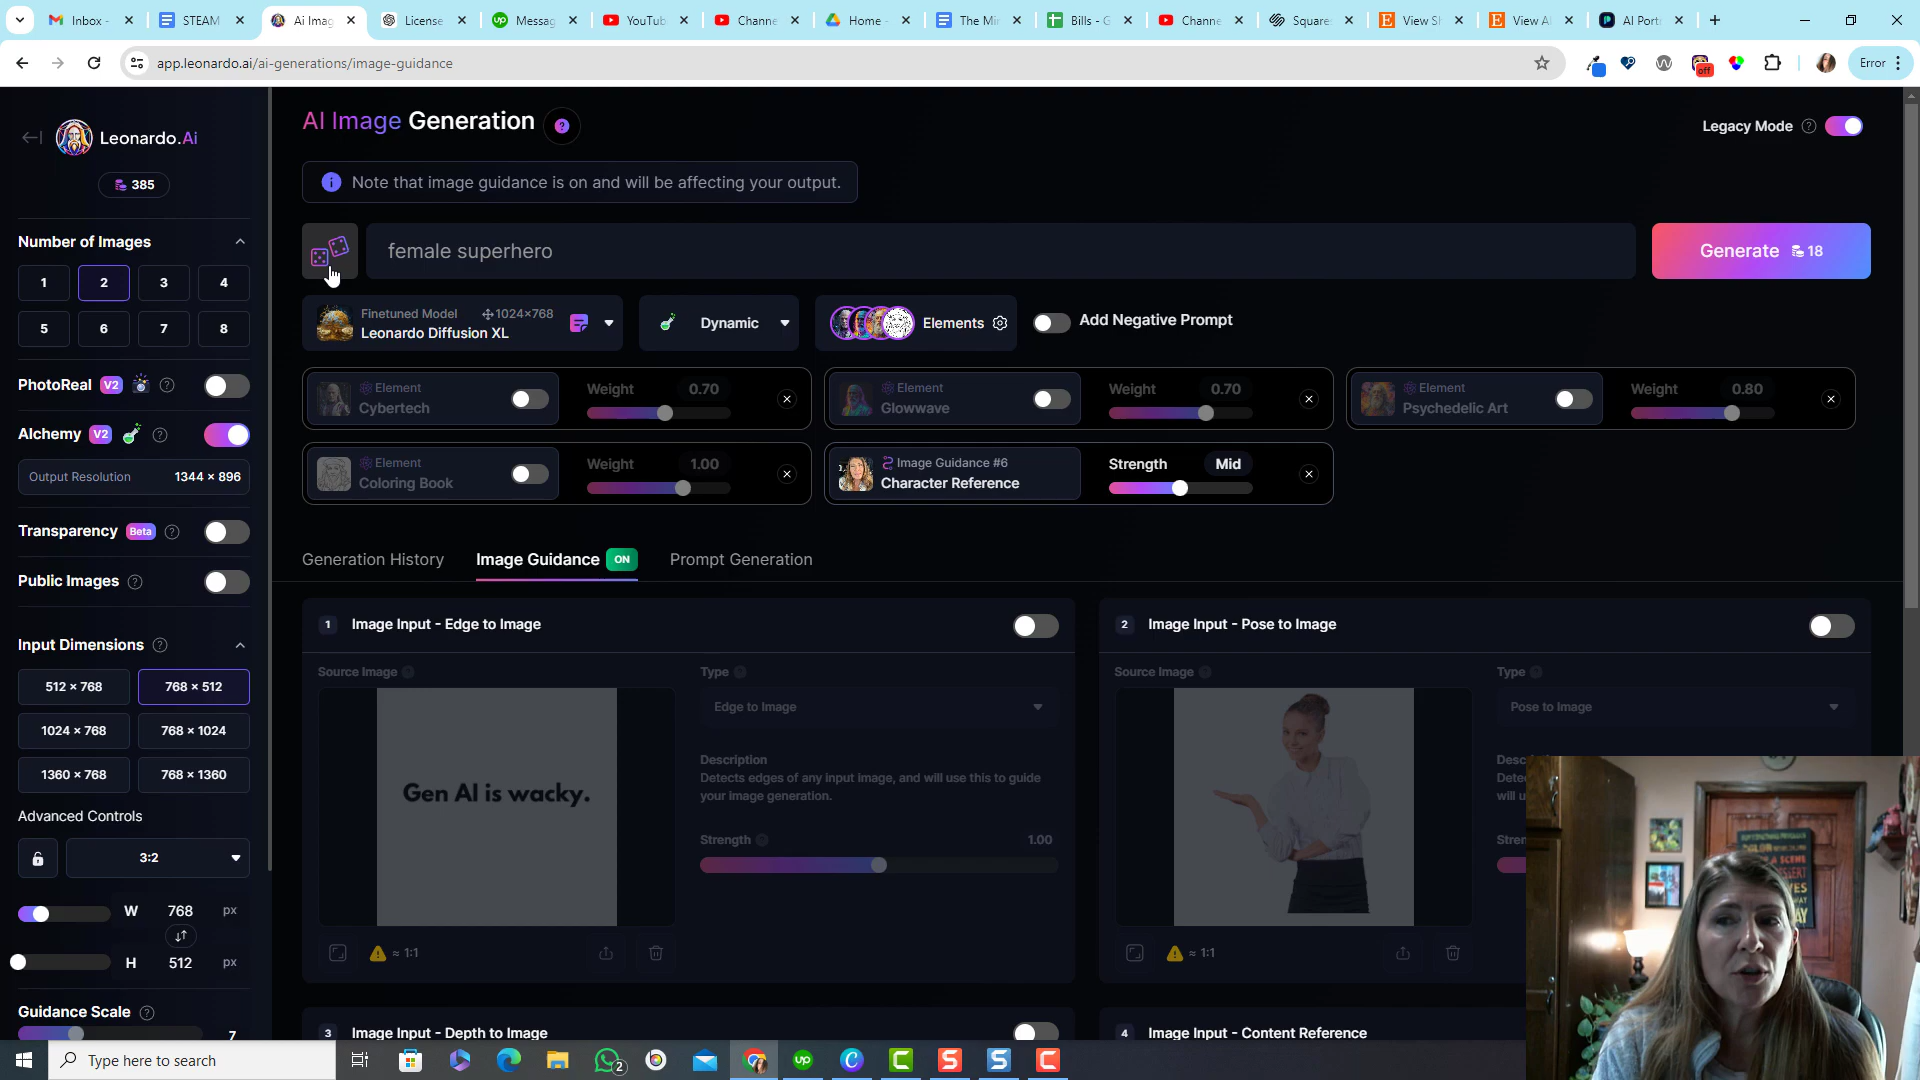 Inbox -
STEAM
Ai Imag
License
Messag
YouTub
Channe
Home -
The Mir
Bills - G
Channe
Square
View Sh
View A
AI Port
app.leonardo.ai/ai-generations/image-guidance
off
Error
Leonardo.Ai
385
AI Image Generation
?
Legacy Mode
Note that image guidance is on and will be affecting your output.
Number of Images
1 2 3 4
5 6 7 8
female superhero
Generate 18
Finetuned Model 1024×768
Leonardo Diffusion XL
Dynamic
Elements
Add Negative Prompt
PhotoReal V2
Alchemy V2
Output Resolution 1344 × 896
Transparency Beta
Public Images
Element
Cybertech
Weight 0.70
Element
Glowwave
Weight 0.70
Element
Psychedelic Art
Weight 0.80
Element
Coloring Book
Weight 1.00
Image Guidance #6
Character Reference
Strength Mid
Generation History
Image Guidance ON
Prompt Generation
Input Dimensions
512 × 768
768 × 512
1024 × 768
768 × 1024
1360 × 768
768 × 1360
Advanced Controls
3:2
W 768 px
H 512 px
Guidance Scale
7
1 Image Input - Edge to Image
Source Image
Gen AI is wacky.
≈ 1:1
Type
Edge to Image
Description
Detects edges of any input image, and will use this to guide
your image generation.
Strength 1.00
2 Image Input - Pose to Image
Source Image
≈ 1:1
Type
Pose to Image
Desc
Detec
will u
Stren
3 Image Input - Depth to Image
4 Image Input - Content Reference
Type here to search
2
up